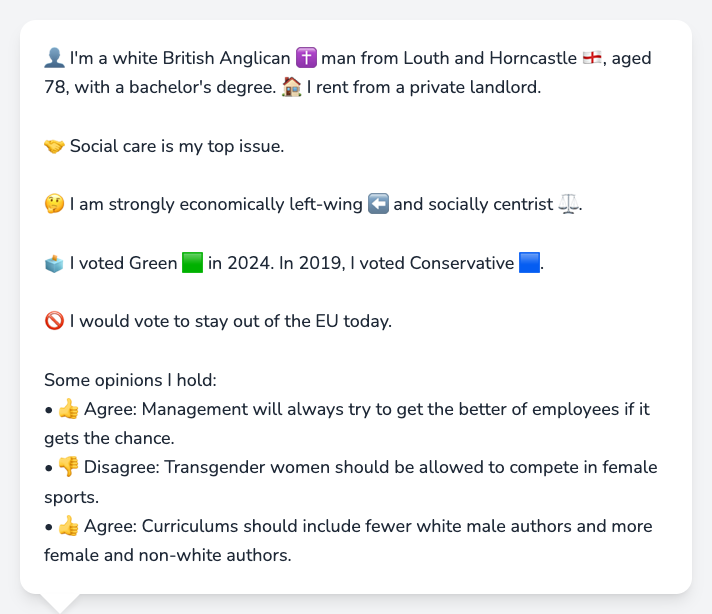 👤 I'm a white British Anglican ✝️ man from Louth and Horncastle 🏴󠁧󠁢󠁥󠁮󠁧󠁿, aged
78, with a bachelor's degree. 🏠 I rent from a private landlord.
🤝 Social care is my top issue.
🤔 I am strongly economically left-wing ⬅️ and socially centrist ⚖️.
🗳️ I voted Green 🟩 in 2024. In 2019, I voted Conservative 🟦.
🚫 I would vote to stay out of the EU today.
Some opinions I hold:
• 👍 Agree: Management will always try to get the better of employees if it
gets the chance.
• 👎 Disagree: Transgender women should be allowed to compete in female
sports.
• 👍 Agree: Curriculums should include fewer white male authors and more
female and non-white authors.